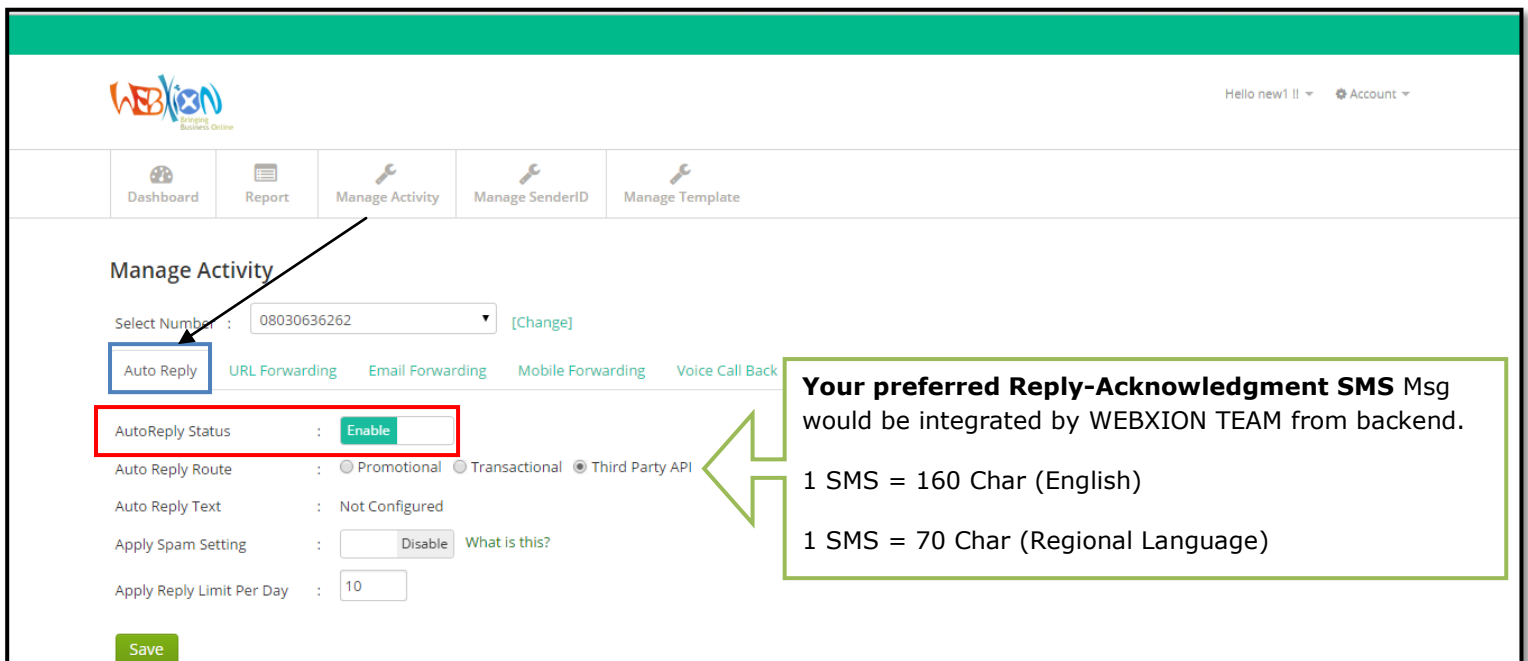 WEBXION
Bringing
Business Online
Hello new1 !! Account
Dashboard Report Manage Activity Manage SenderID Manage Template
Manage Activity
Select Number : 08030636262 [Change]
Auto Reply URL Forwarding Email Forwarding Mobile Forwarding Voice Call Back
AutoReply Status : Enable
Auto Reply Route : Promotional Transactional Third Party API
Auto Reply Text : Not Configured
Apply Spam Setting : Disable What is this?
Apply Reply Limit Per Day : 10
Save
Your preferred Reply-Acknowledgment SMS Msg
would be integrated by WEBXION TEAM from backend.
1 SMS = 160 Char (English)
1 SMS = 70 Char (Regional Language)